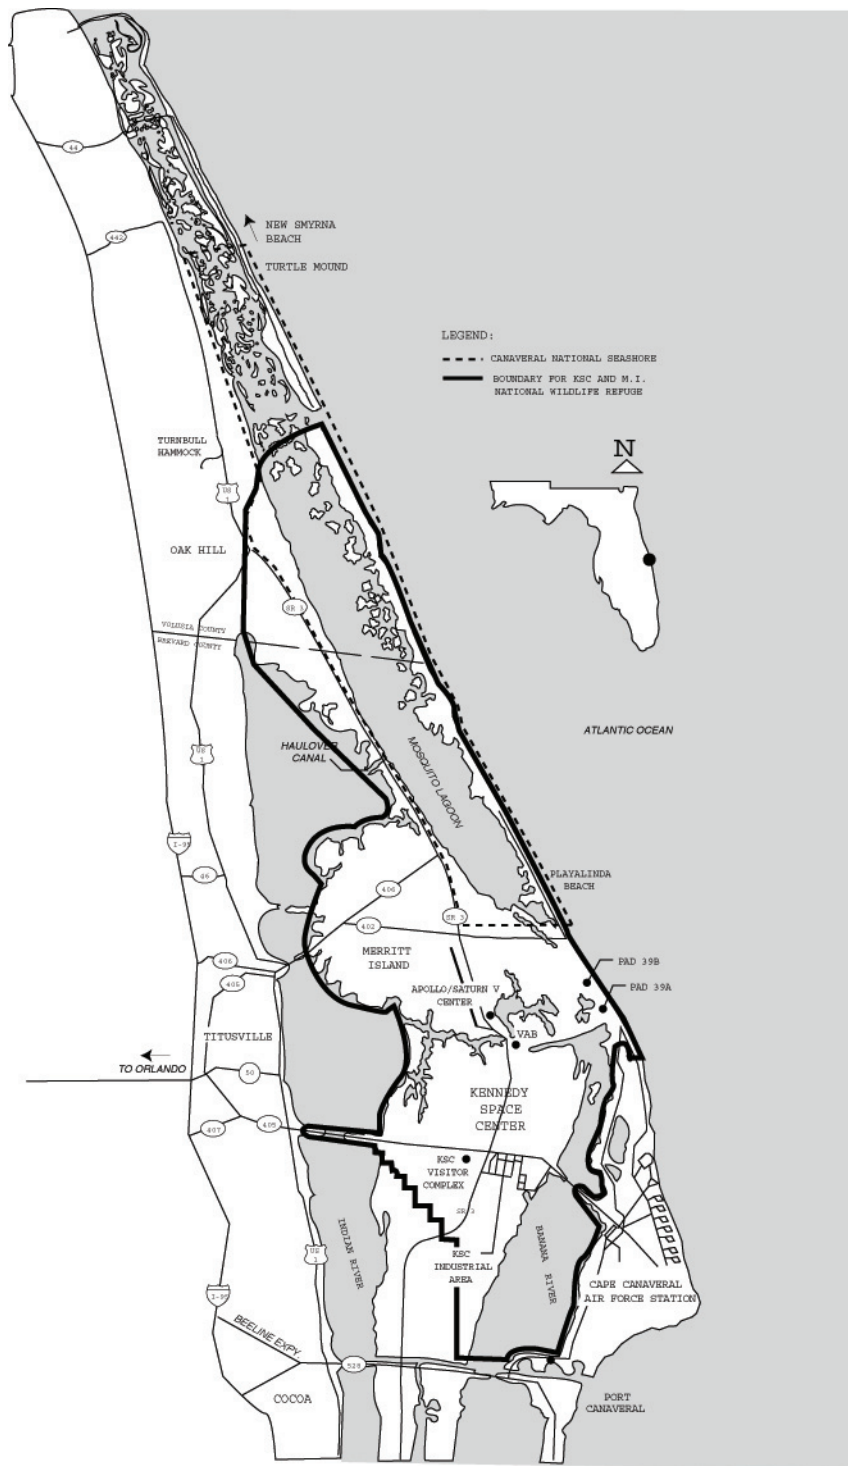 44
NEW SMYRNA
BEACH
442
TURTLE MOUND
LEGEND:
CANAVERAL NATIONAL SEASHORE
BOUNDARY FOR KSC AND M.I.
NATIONAL WILDLIFE REFUGE
TURNBULL
HAMMOCK
N
US
1
OAK HILL
SR 3
VOLUSIA COUNTY
BREVARD COUNTY
ATLANTIC OCEAN
HAULOVER
CANAL
US
1
MOSQUITO LAGOON
I-95
46
PLAYALINDA
BEACH
406
SR 3
402
MERRITT
ISLAND
406
PAD 39B
405
APOLLO/SATURN V
CENTER
PAD 39A
TITUSVILLE
VAB
TO ORLANDO
50
KENNEDY
SPACE
CENTER
407
405
KSC
VISITOR
COMPLEX
SR 3
INDIAN RIVER
BANANA RIVER
US
1
KSC
INDUSTRIAL
AREA
CAPE CANAVERAL
AIR FORCE STATION
I-95
BEELINE EXPY.
528
COCOA
PORT
CANAVERAL